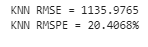 KNN RMSE = 1135.9765
KNN RMSPE = 20.4068%